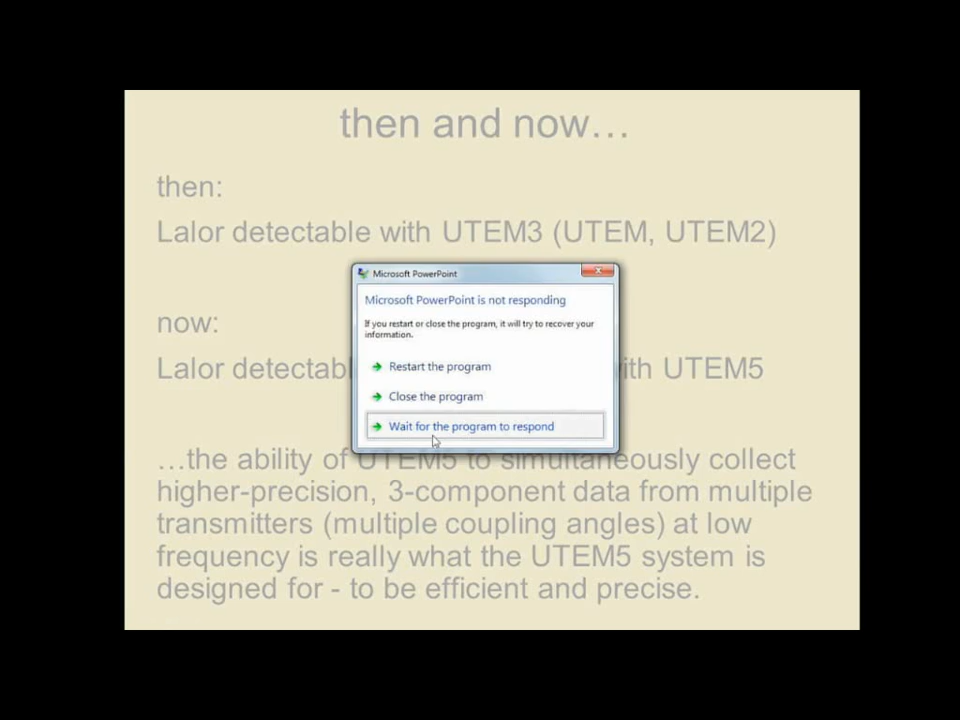 then and now…
then:
Lalor detectable with UTEM3 (UTEM, UTEM2)
Microsoft PowerPoint
Microsoft PowerPoint is not responding
If you restart or close the program, it will try to recover your
information.
now:
Restart the program
Lalor detectabl with UTEM5
Close the program
Wait for the program to respond
…the ability of UTEM5 to simultaneously collect
higher-precision, 3-component data from multiple
transmitters (multiple coupling angles) at low
frequency is really what the UTEM5 system is
designed for - to be efficient and precise.